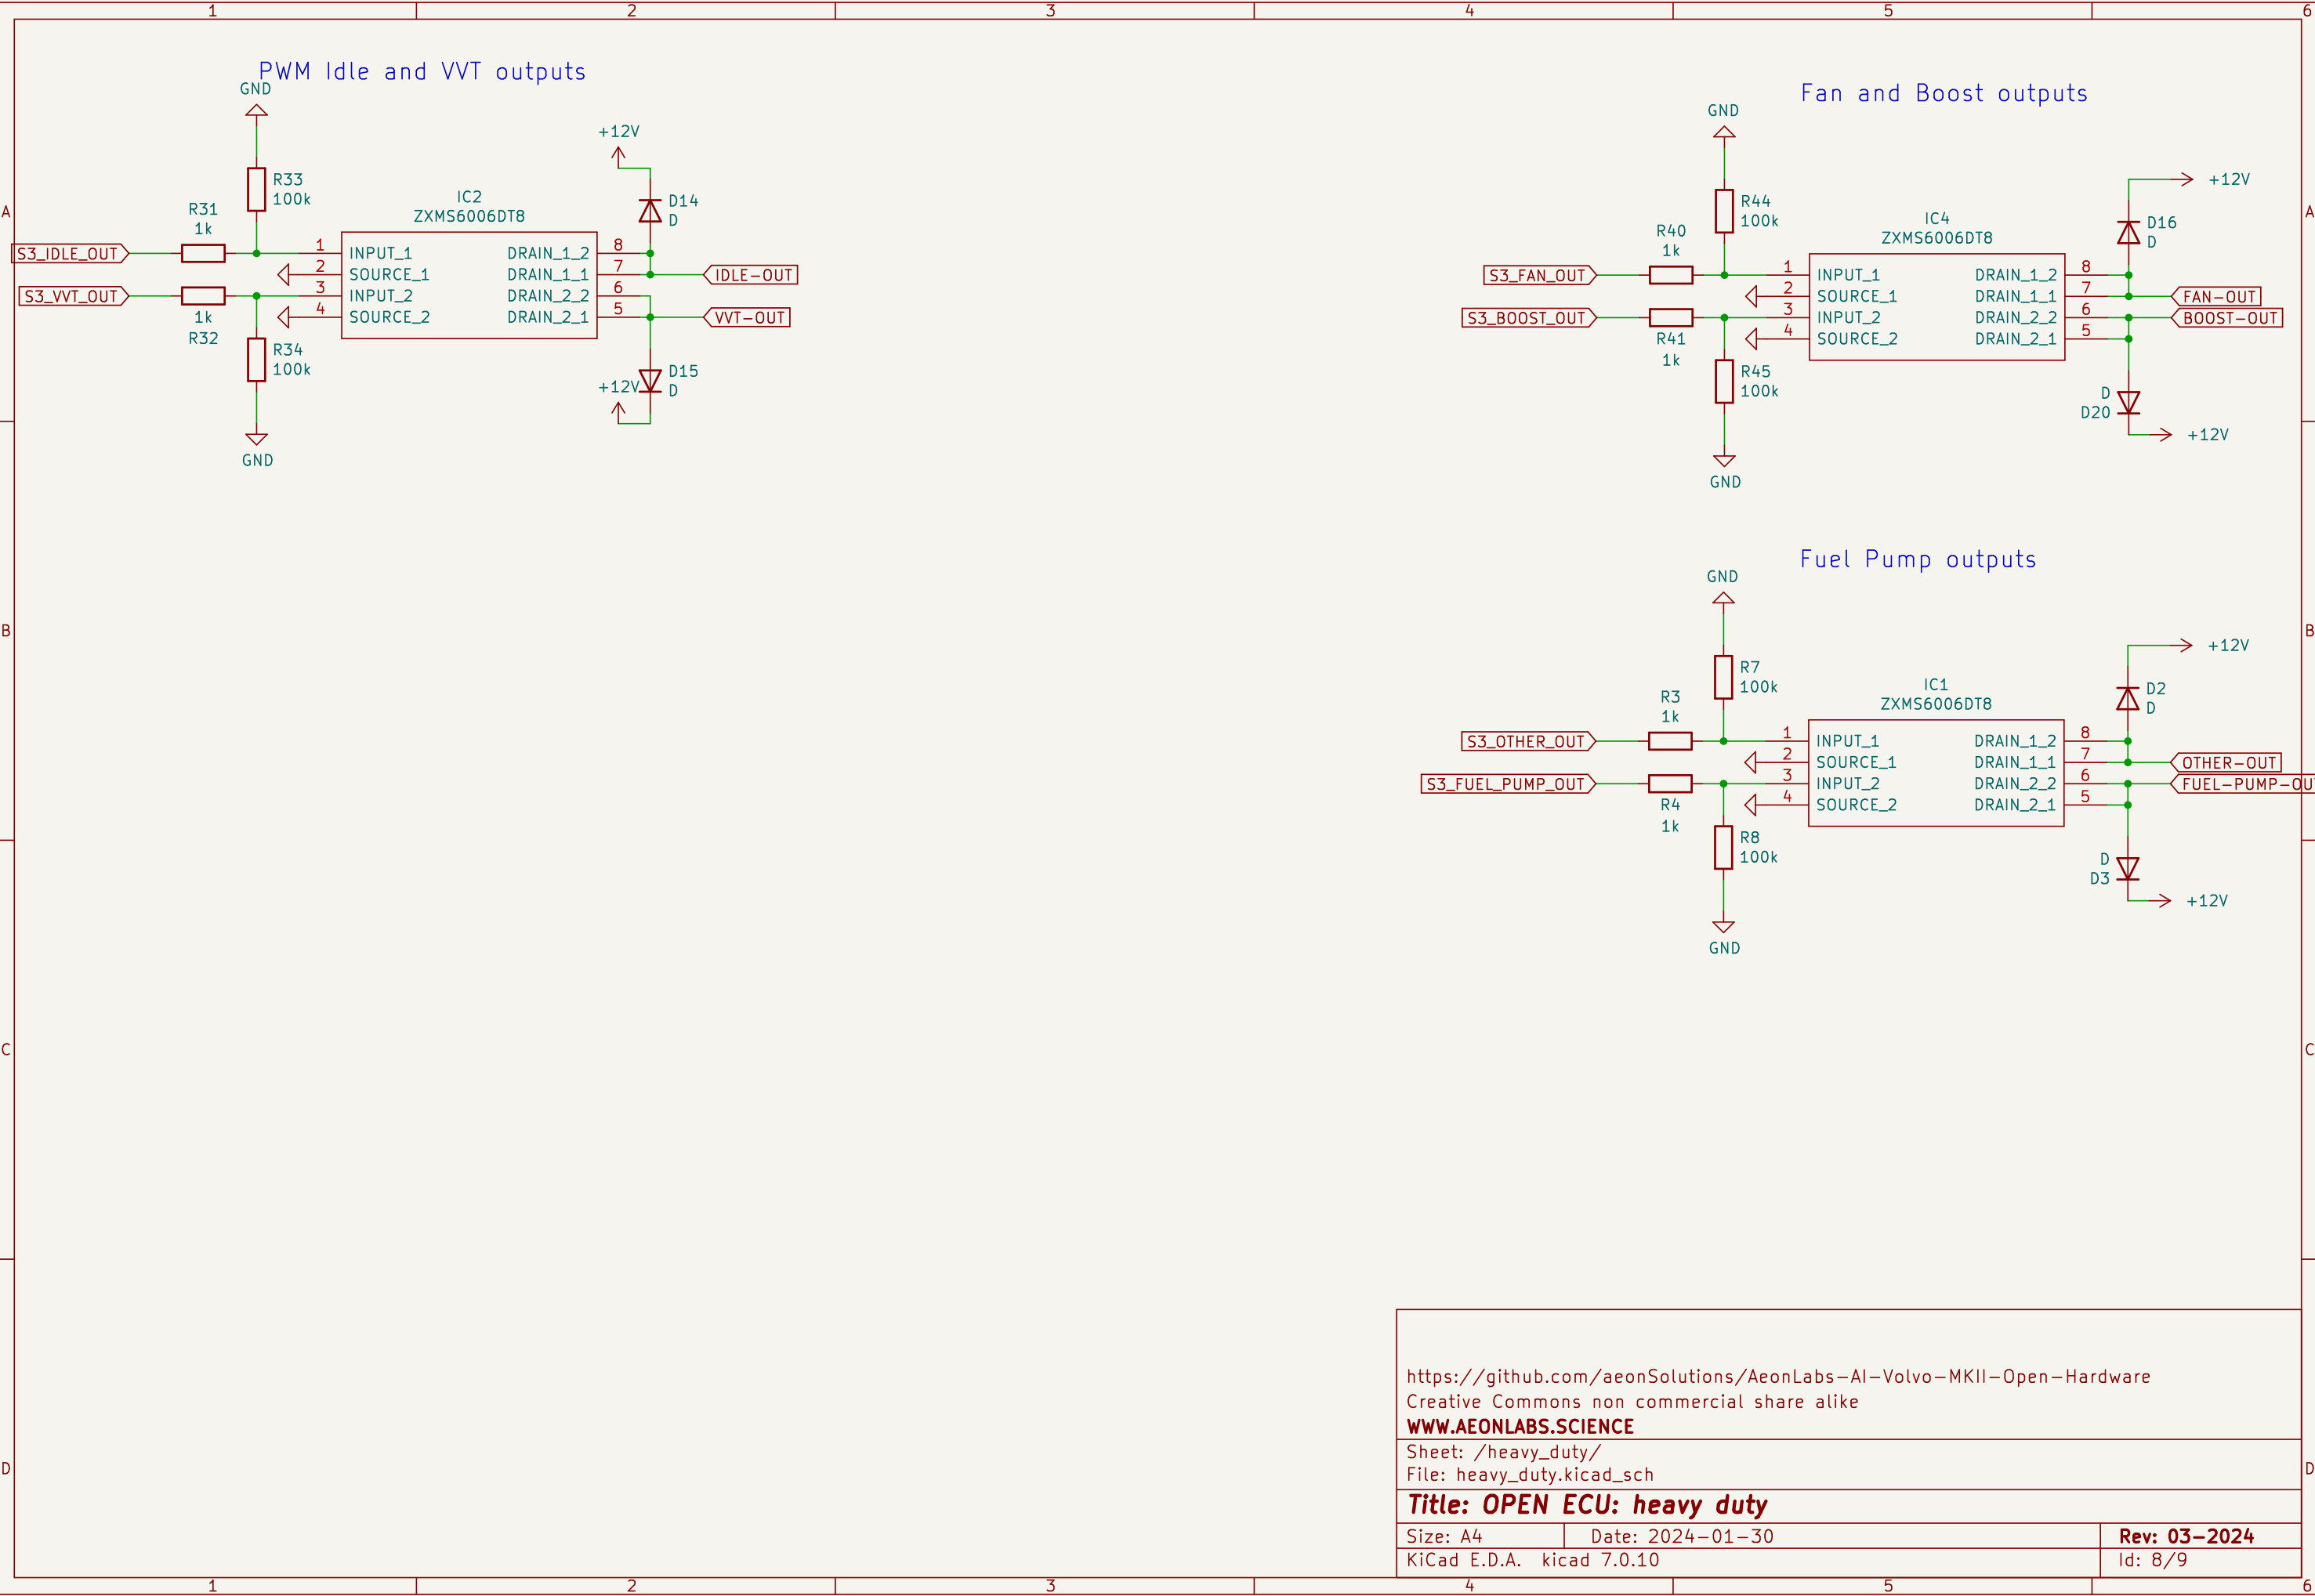 1 2 3 4 5 6
PWM Idle and VVT outputs
GND
+12V
R33
100k
R31
1k
IC2
ZXMS6006DT8
D14
D
S3_IDLE_OUT
1 INPUT_1 DRAIN_1_2 8
2 SOURCE_1 DRAIN_1_1 7
IDLE-OUT
S3_VVT_OUT
3 INPUT_2 DRAIN_2_2 6
4 SOURCE_2 DRAIN_2_1 5
VVT-OUT
1k
R32
R34
100k
+12V
D15
D
GND
Fan and Boost outputs
GND
+12V
R44
100k
R40
1k
IC4
ZXMS6006DT8
D16
D
S3_FAN_OUT
1 INPUT_1 DRAIN_1_2 8
2 SOURCE_1 DRAIN_1_1 7
FAN-OUT
S3_BOOST_OUT
3 INPUT_2 DRAIN_2_2 6
BOOST-OUT
4 SOURCE_2 DRAIN_2_1 5
R41
1k
R45
100k
D
D20
+12V
GND
Fuel Pump outputs
GND
+12V
R7
100k
R3
1k
IC1
ZXMS6006DT8
D2
D
S3_OTHER_OUT
1 INPUT_1 DRAIN_1_2 8
2 SOURCE_1 DRAIN_1_1 7
OTHER-OUT
S3_FUEL_PUMP_OUT
3 INPUT_2 DRAIN_2_2 6
FUEL-PUMP-OUT
4 SOURCE_2 DRAIN_2_1 5
R4
1k
R8
100k
D
D3
+12V
GND
A A
B B
C C
D D
https://github.com/aeonSolutions/AeonLabs-AI-Volvo-MKII-Open-Hardware
Creative Commons non commercial share alike
WWW.AEONLABS.SCIENCE
Sheet: /heavy_duty/
File: heavy_duty.kicad_sch
Title: OPEN ECU: heavy duty
Size: A4 Date: 2024-01-30 Rev: 03-2024
KiCad E.D.A. kicad 7.0.10 Id: 8/9
1 2 3 4 5 6